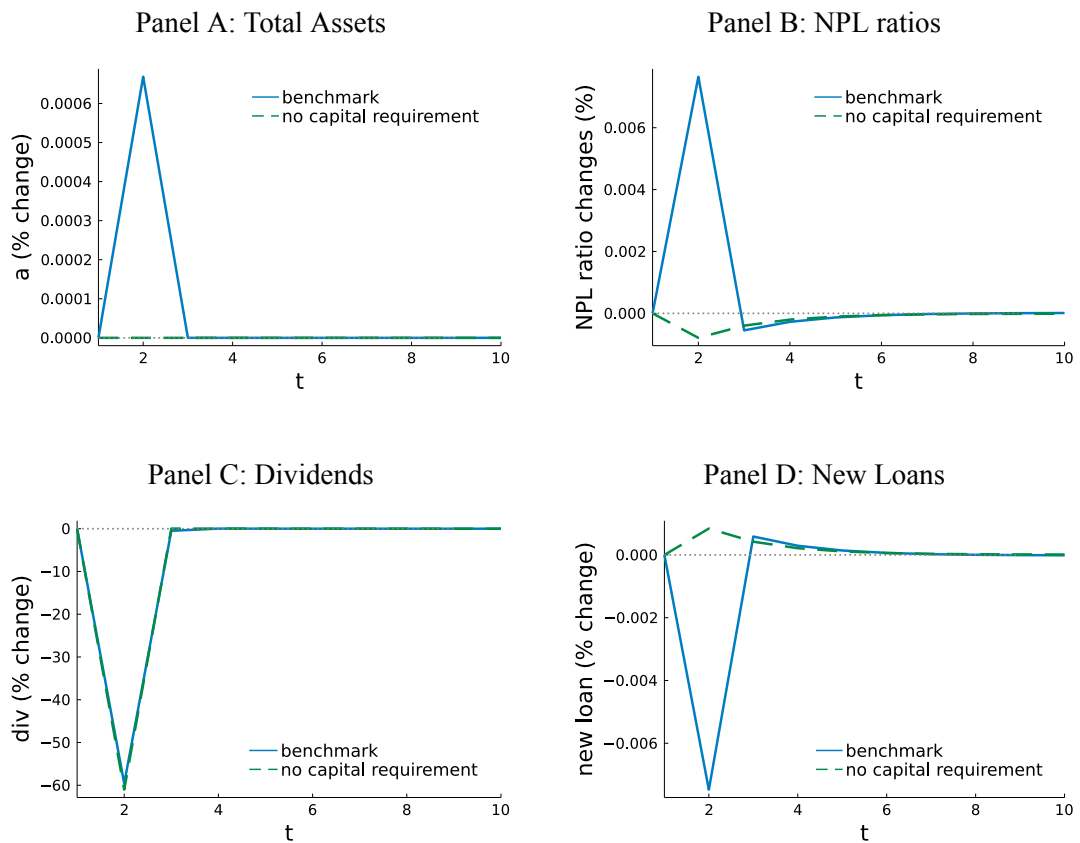 Panel A: Total Assets
a (% change)
0.0006
0.0005
0.0004
0.0003
0.0002
0.0001
0.0000
benchmark
no capital requirement
2 4 6 8 10
t
Panel B: NPL ratios
NPL ratio changes (%)
0.006
0.004
0.002
0.000
benchmark
no capital requirement
2 4 6 8 10
t
Panel C: Dividends
div (% change)
0
−10
−20
−30
−40
−50
−60
benchmark
no capital requirement
2 4 6 8 10
t
Panel D: New Loans
new loan (% change)
0.000
−0.002
−0.004
−0.006
benchmark
no capital requirement
2 4 6 8 10
t